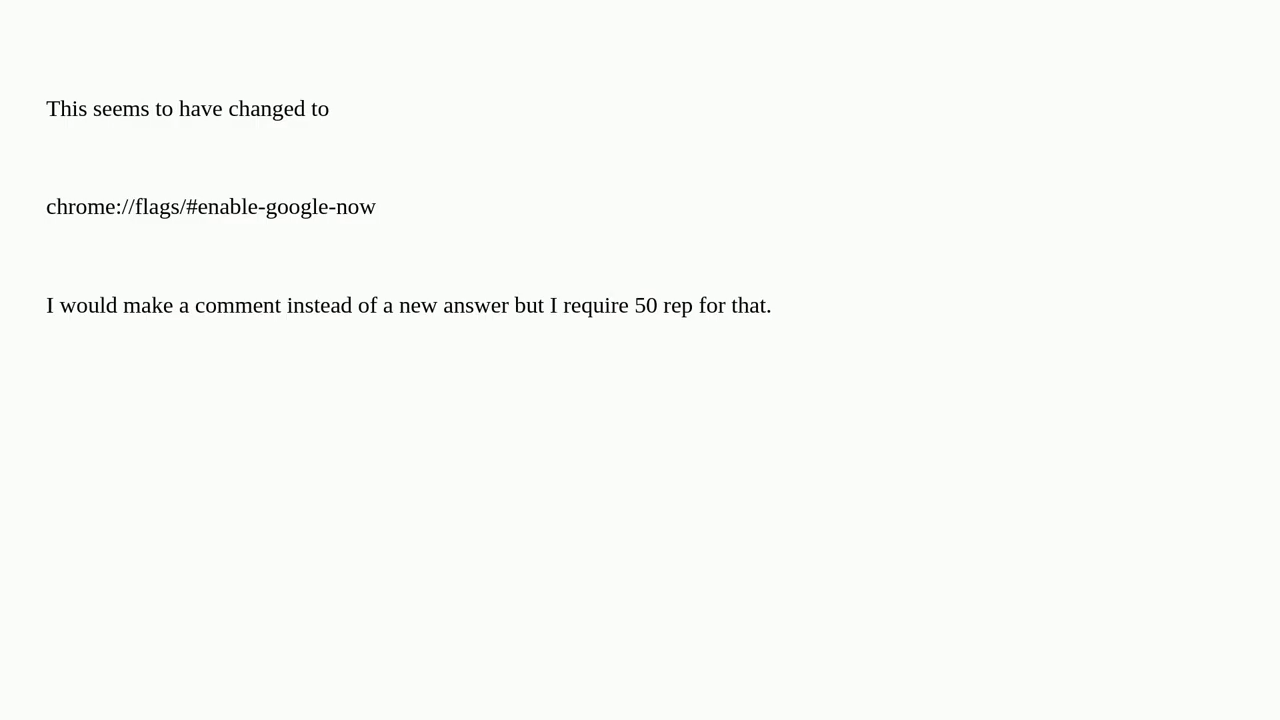 This seems to have changed to
chrome://flags/#enable-google-now
I would make a comment instead of a new answer but I require 50 rep for that.